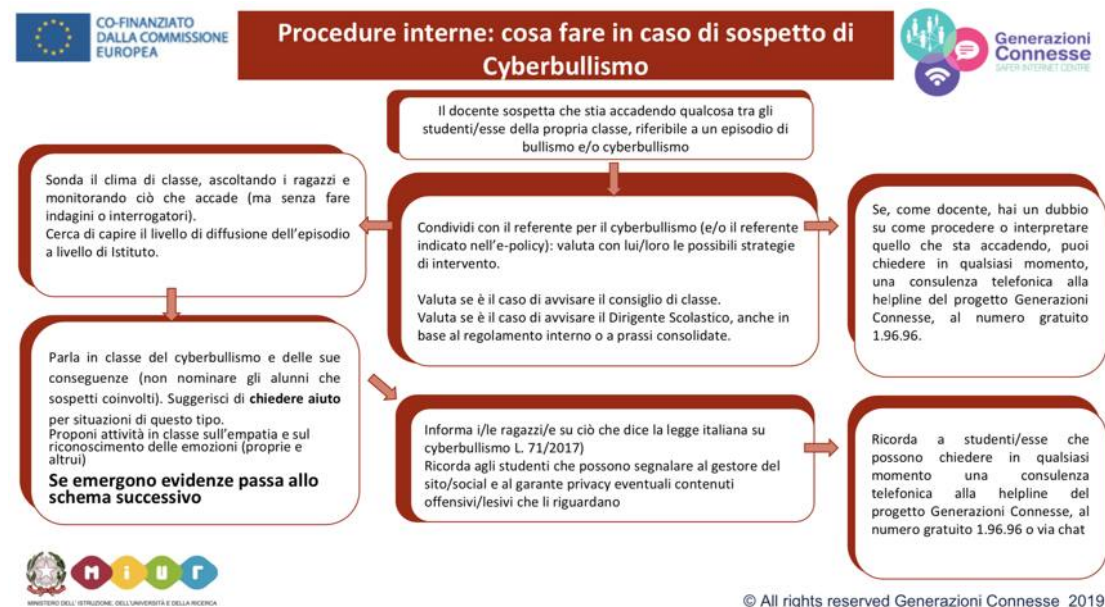 CO-FINANZIATO
DALLA COMMISSIONE
EUROPEA
Procedure interne: cosa fare in caso di sospetto di
Cyberbullismo
Generazioni
Connesse
SAFER INTERNET CENTRE
Il docente sospetta che stia accadendo qualcosa tra gli
studenti/esse della propria classe, riferibile a un episodio di
bullismo e/o cyberbullismo
Sonda il clima di classe, ascoltando i ragazzi e
monitorando ciò che accade (ma senza fare
indagini o interrogatori).
Cerca di capire il livello di diffusione dell'episodio
a livello di Istituto.
Condividi con il referente per il cyberbullismo (e/o il referente
indicato nell'e-policy): valuta con lui/loro le possibili strategie
di intervento.
Valuta se è il caso di avvisare il consiglio di classe.
Valuta se è il caso di avvisare il Dirigente Scolastico, anche in
base al regolamento interno o a prassi consolidate.
Se, come docente, hai un dubbio
su come procedere o interpretare
quello che sta accadendo, puoi
chiedere in qualsiasi momento,
una consulenza telefonica alla
helpline del progetto Generazioni
Connesse, al numero gratuito
1.96.96.
Parla in classe del cyberbullismo e delle sue
conseguenze (non nominare gli alunni che
sospetti coinvolti). Suggerisci di chiedere aiuto
per situazioni di questo tipo.
Proponi attività in classe sull'empatia e sul
riconoscimento delle emozioni (proprie e
altrui)
Se emergono evidenze passa allo
schema successivo
Informa i/le ragazzi/e su ciò che dice la legge italiana su
cyberbullismo L. 71/2017)
Ricorda agli studenti che possono segnalare al gestore del
sito/social e al garante privacy eventuali contenuti
offensivi/lesivi che li riguardano
Ricorda a studenti/esse che
possono chiedere in qualsiasi
momento una consulenza
telefonica alla helpline del
progetto Generazioni Connesse, al
numero gratuito 1.96.96 o via chat
MIUR
MINISTERO DELL'ISTRUZIONE, DELL'UNIVERSITÀ E DELLA RICERCA
© All rights reserved Generazioni Connesse 2019